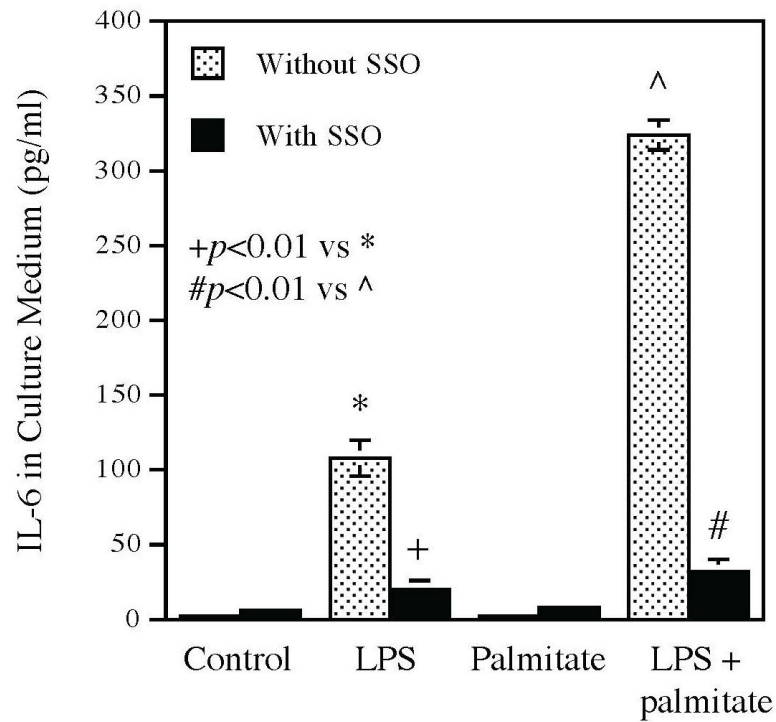 400
350
300
250
200
150
100
50
0
IL-6 in Culture Medium (pg/ml)
Without SSO
With SSO
+p<0.01 vs *
#p<0.01 vs ^
*
+
^
#
Control
LPS
Palmitate
LPS +
palmitate